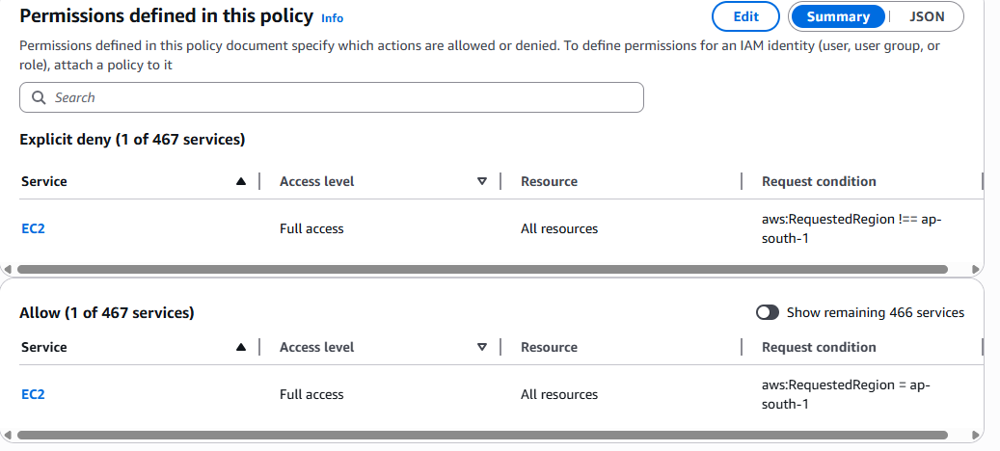 Permissions defined in this policy Info
Edit
Summary
JSON
Permissions defined in this policy document specify which actions are allowed or denied. To define permissions for an IAM identity (user, user group, or
role), attach a policy to it
Search
Explicit deny (1 of 467 services)
Service Access level Resource Request condition
EC2 Full access All resources aws:RequestedRegion !== ap-
south-1
Allow (1 of 467 services)
Show remaining 466 services
Service Access level Resource Request condition
EC2 Full access All resources aws:RequestedRegion = ap-
south-1